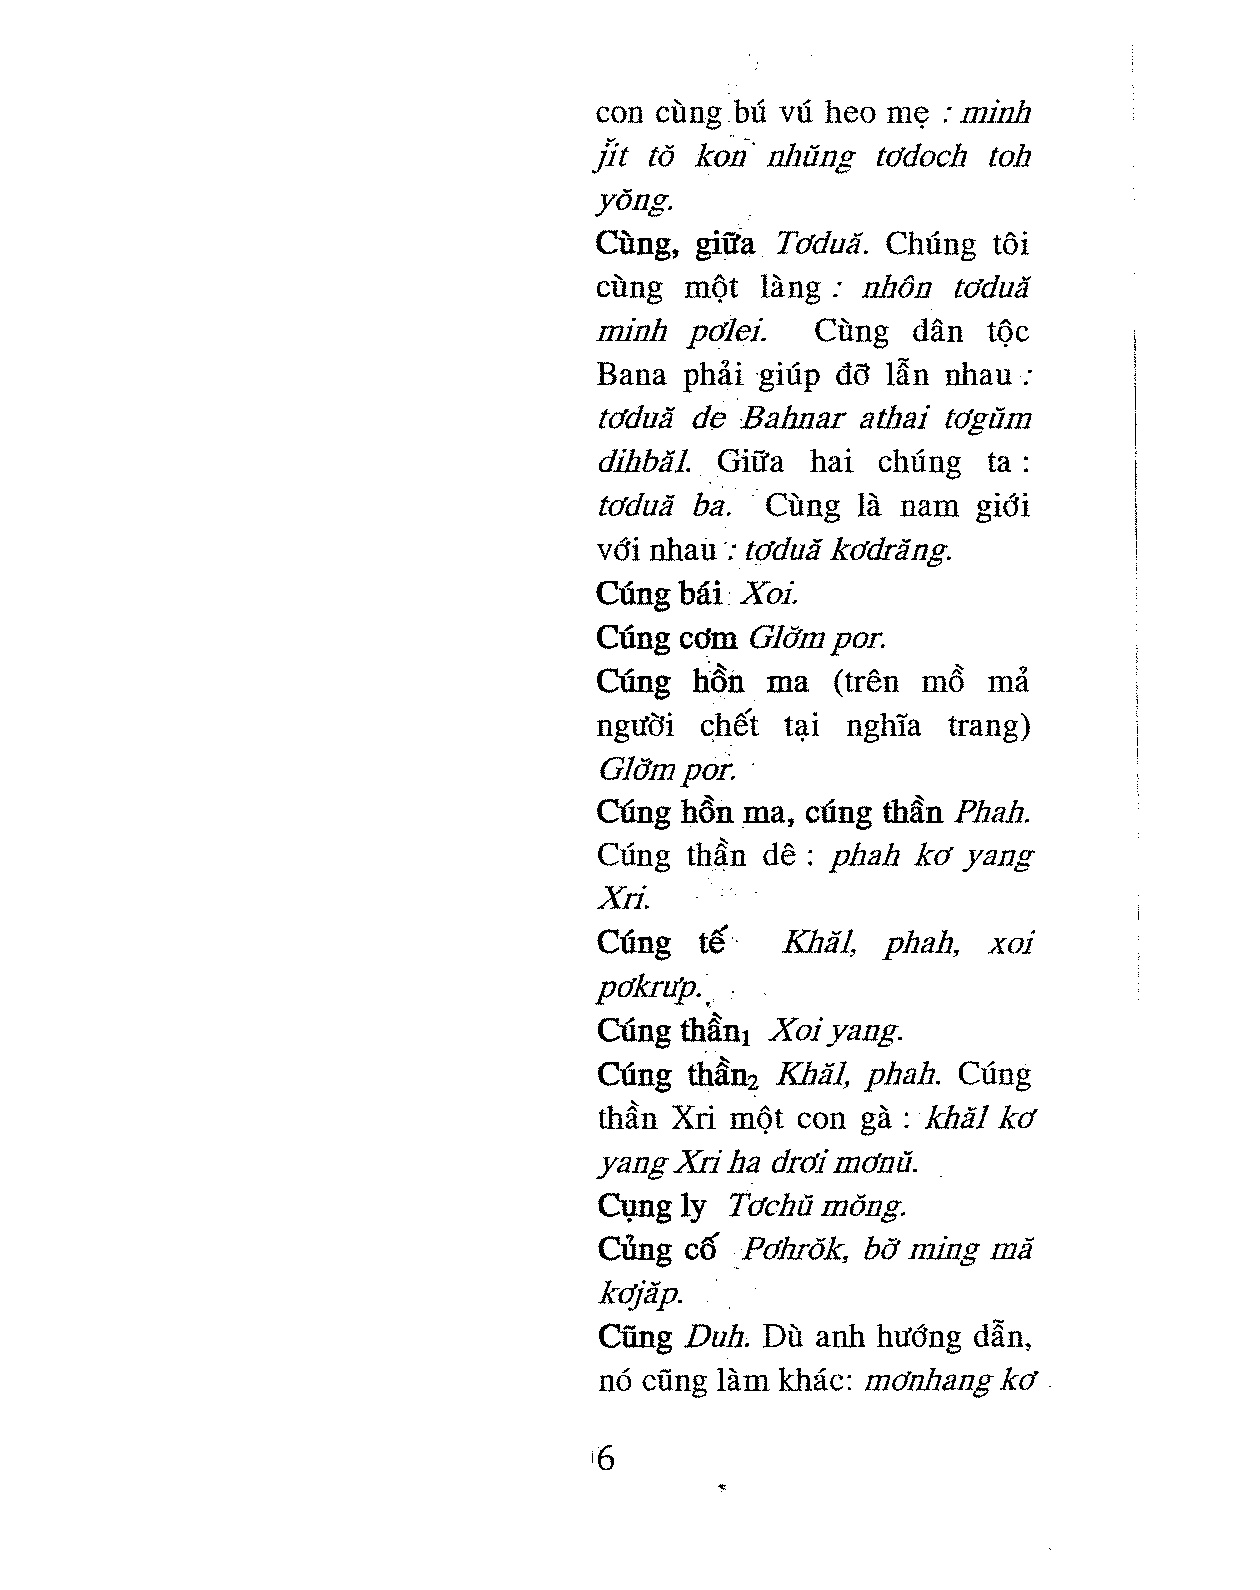 con cùng bú vú heo mẹ : minh
jĭt tŏ kon nhŭng tơdoch toh
yŏng.
Cùng, giữa Tơduă. Chúng tôi
cùng một làng : nhôn tơduă
minh pơlei. Cùng dân tộc
Bana phải giúp đỡ lẫn nhau :
tơduă de Bahnar athai tơgŭm
dihbăl. Giữa hai chúng ta :
tơduă ba. Cùng là nam giới
với nhau : tơduă kơdrăng.
Cúng bái Xoi.
Cúng cơm Glơ̆m por.
Cúng hồn ma (trên mồ mả
người chết tại nghĩa trang)
Glơ̆m por.
Cúng hồn ma, cúng thần Phah.
Cúng thần dê : phah kơ yang
Xri.
Cúng tế Khăl, phah, xoi
pơkrưp.
Cúng thần₁ Xoi yang.
Cúng thần₂ Khăl, phah. Cúng
thần Xri một con gà : khăl kơ
yang Xri ha drơi mơnŭ.
Cụng ly Tơchŭ mŏng.
Củng cố Pơhrŏk, bơ̆ ming mă
kơjăp.
Cũng Duh. Dù anh hướng dẫn,
nó cũng làm khác: mơnhang kơ
6